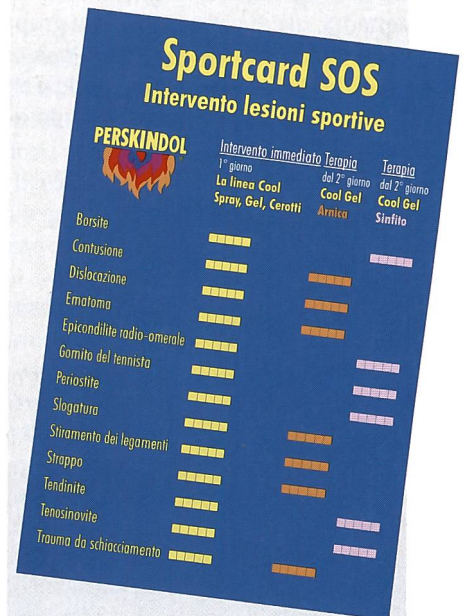 Sportcard SOS
Intervento lesioni sportive
PERSKINDOL
Intervento immediato
1° giorno
La linea Cool
Spray, Gel, Cerotti
Terapia
dal 2° giorno
Cool Gel
Arnica
Terapia
dal 2° giorno
Cool Gel
Sinfito
Borsite
Contusione
Dislocazione
Ematoma
Epicondilite radio-omerale
Gomito del tennista
Periostite
Slogatura
Stiramento dei legamenti
Strappo
Tendinite
Tenosinovite
Trauma da schiacciamento